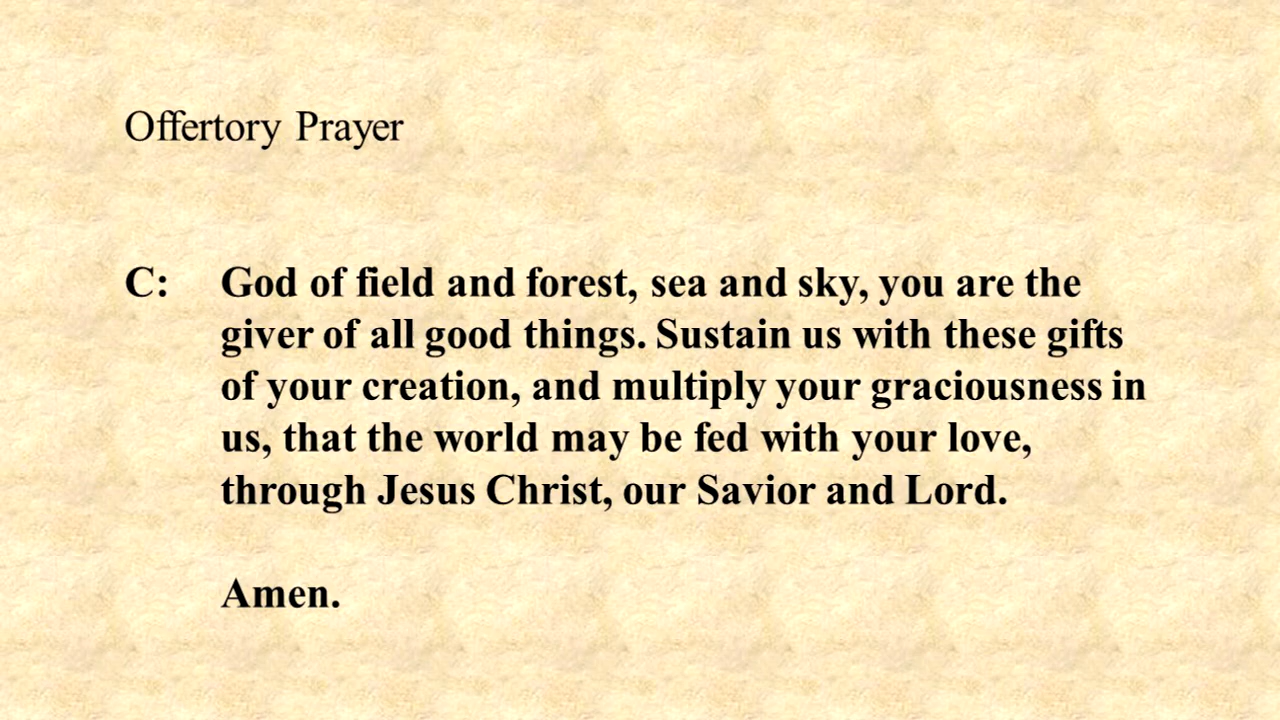 Offertory Prayer
C: God of field and forest, sea and sky, you are the
giver of all good things. Sustain us with these gifts
of your creation, and multiply your graciousness in
us, that the world may be fed with your love,
through Jesus Christ, our Savior and Lord.
Amen.